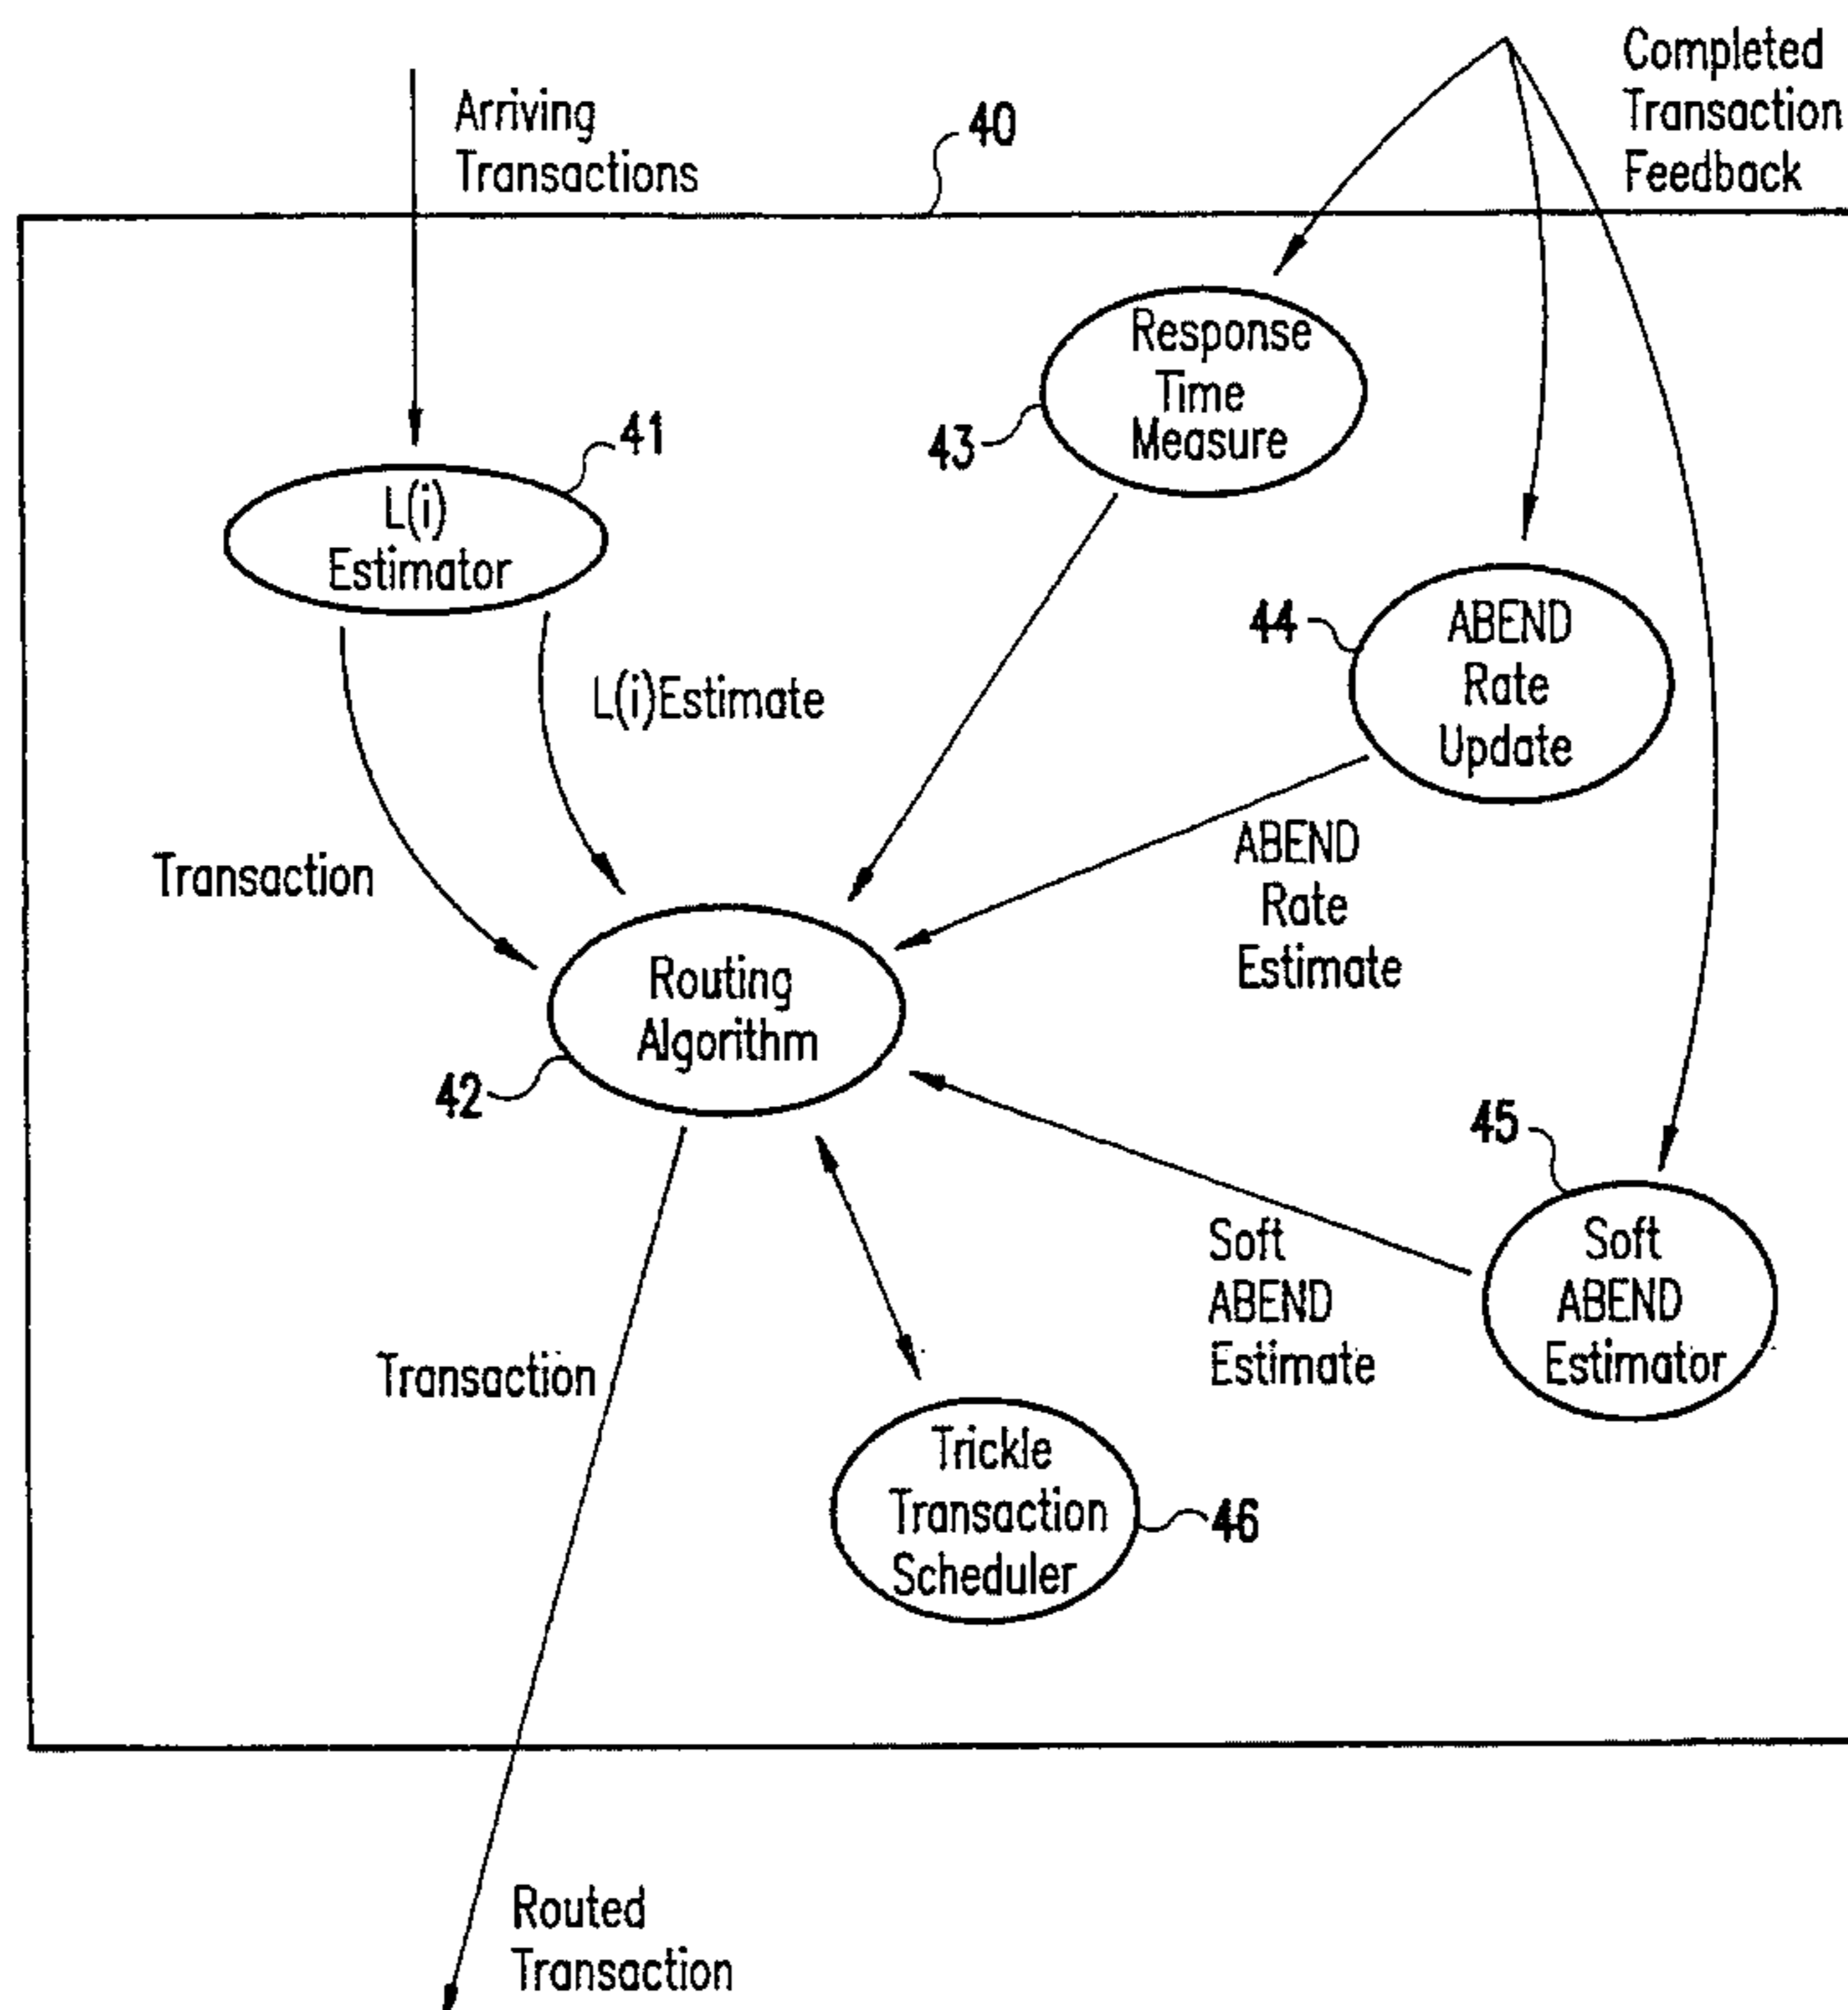 Arriving
Transactions
40
Completed
Transaction
Feedback
Response
Time
Measure
43
41
L(i)
Estimator
44
ABEND
Rate
Update
L(i)Estimate
Transaction
ABEND
Rate
Estimate
Routing
Algorithm
42
45
Soft
ABEND
Estimator
Soft
ABEND
Estimate
Transaction
Trickle
Transaction
Scheduler
46
Routed
Transaction